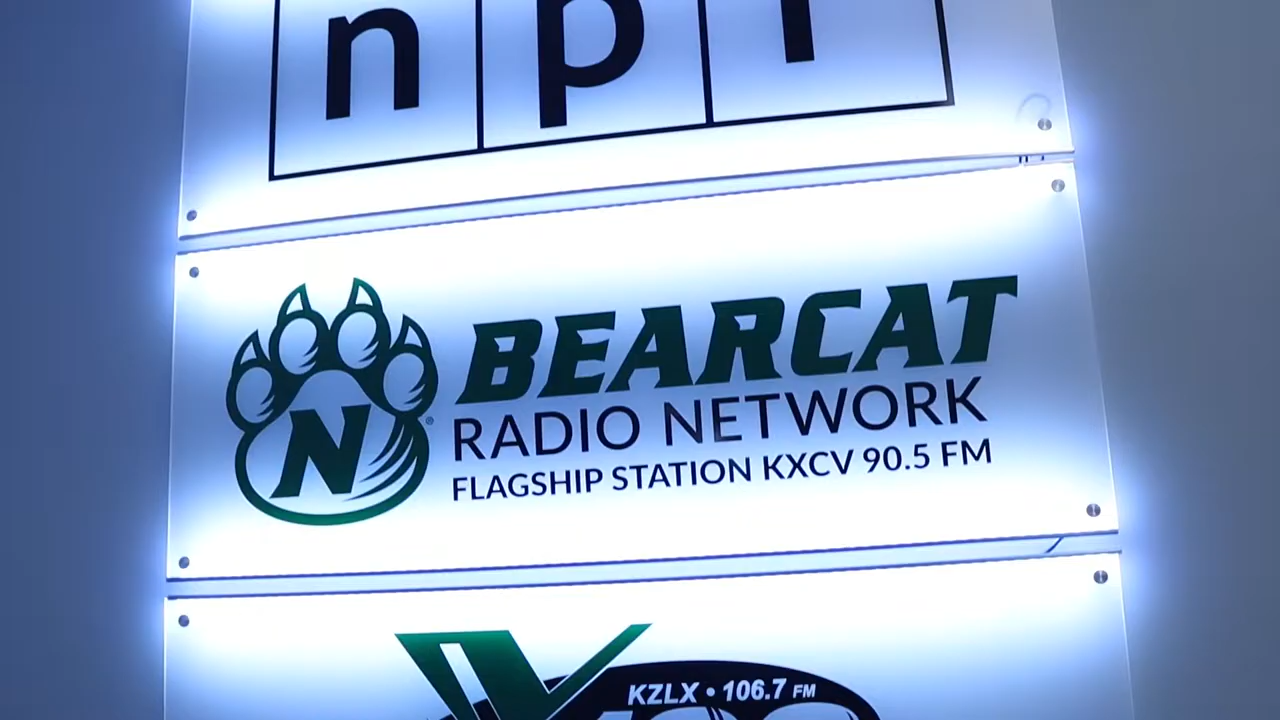 npr
N
BEARCAT
RADIO NETWORK
FLAGSHIP STATION KXCV 90.5 FM
KZLX • 106.7 FM